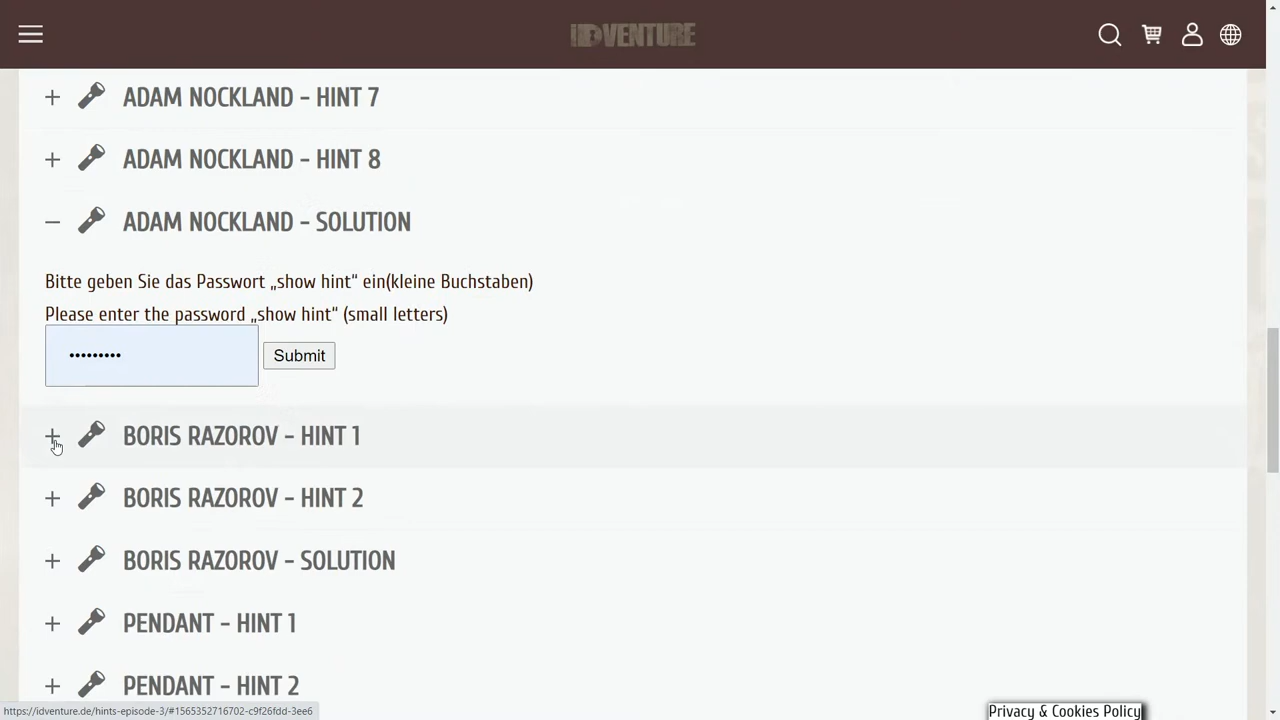 iDVENTURE
ADAM NOCKLAND - HINT 7
ADAM NOCKLAND - HINT 8
ADAM NOCKLAND - SOLUTION
Bitte geben Sie das Passwort „show hint“ ein(kleine Buchstaben)
Please enter the password „show hint“ (small letters)
••••••••• Submit
BORIS RAZOROV - HINT 1
BORIS RAZOROV - HINT 2
BORIS RAZOROV - SOLUTION
PENDANT - HINT 1
PENDANT - HINT 2
https://idventure.de/hints-episode-3/#1565352716702-c9f26fdd-3ee6
Privacy & Cookies Policy